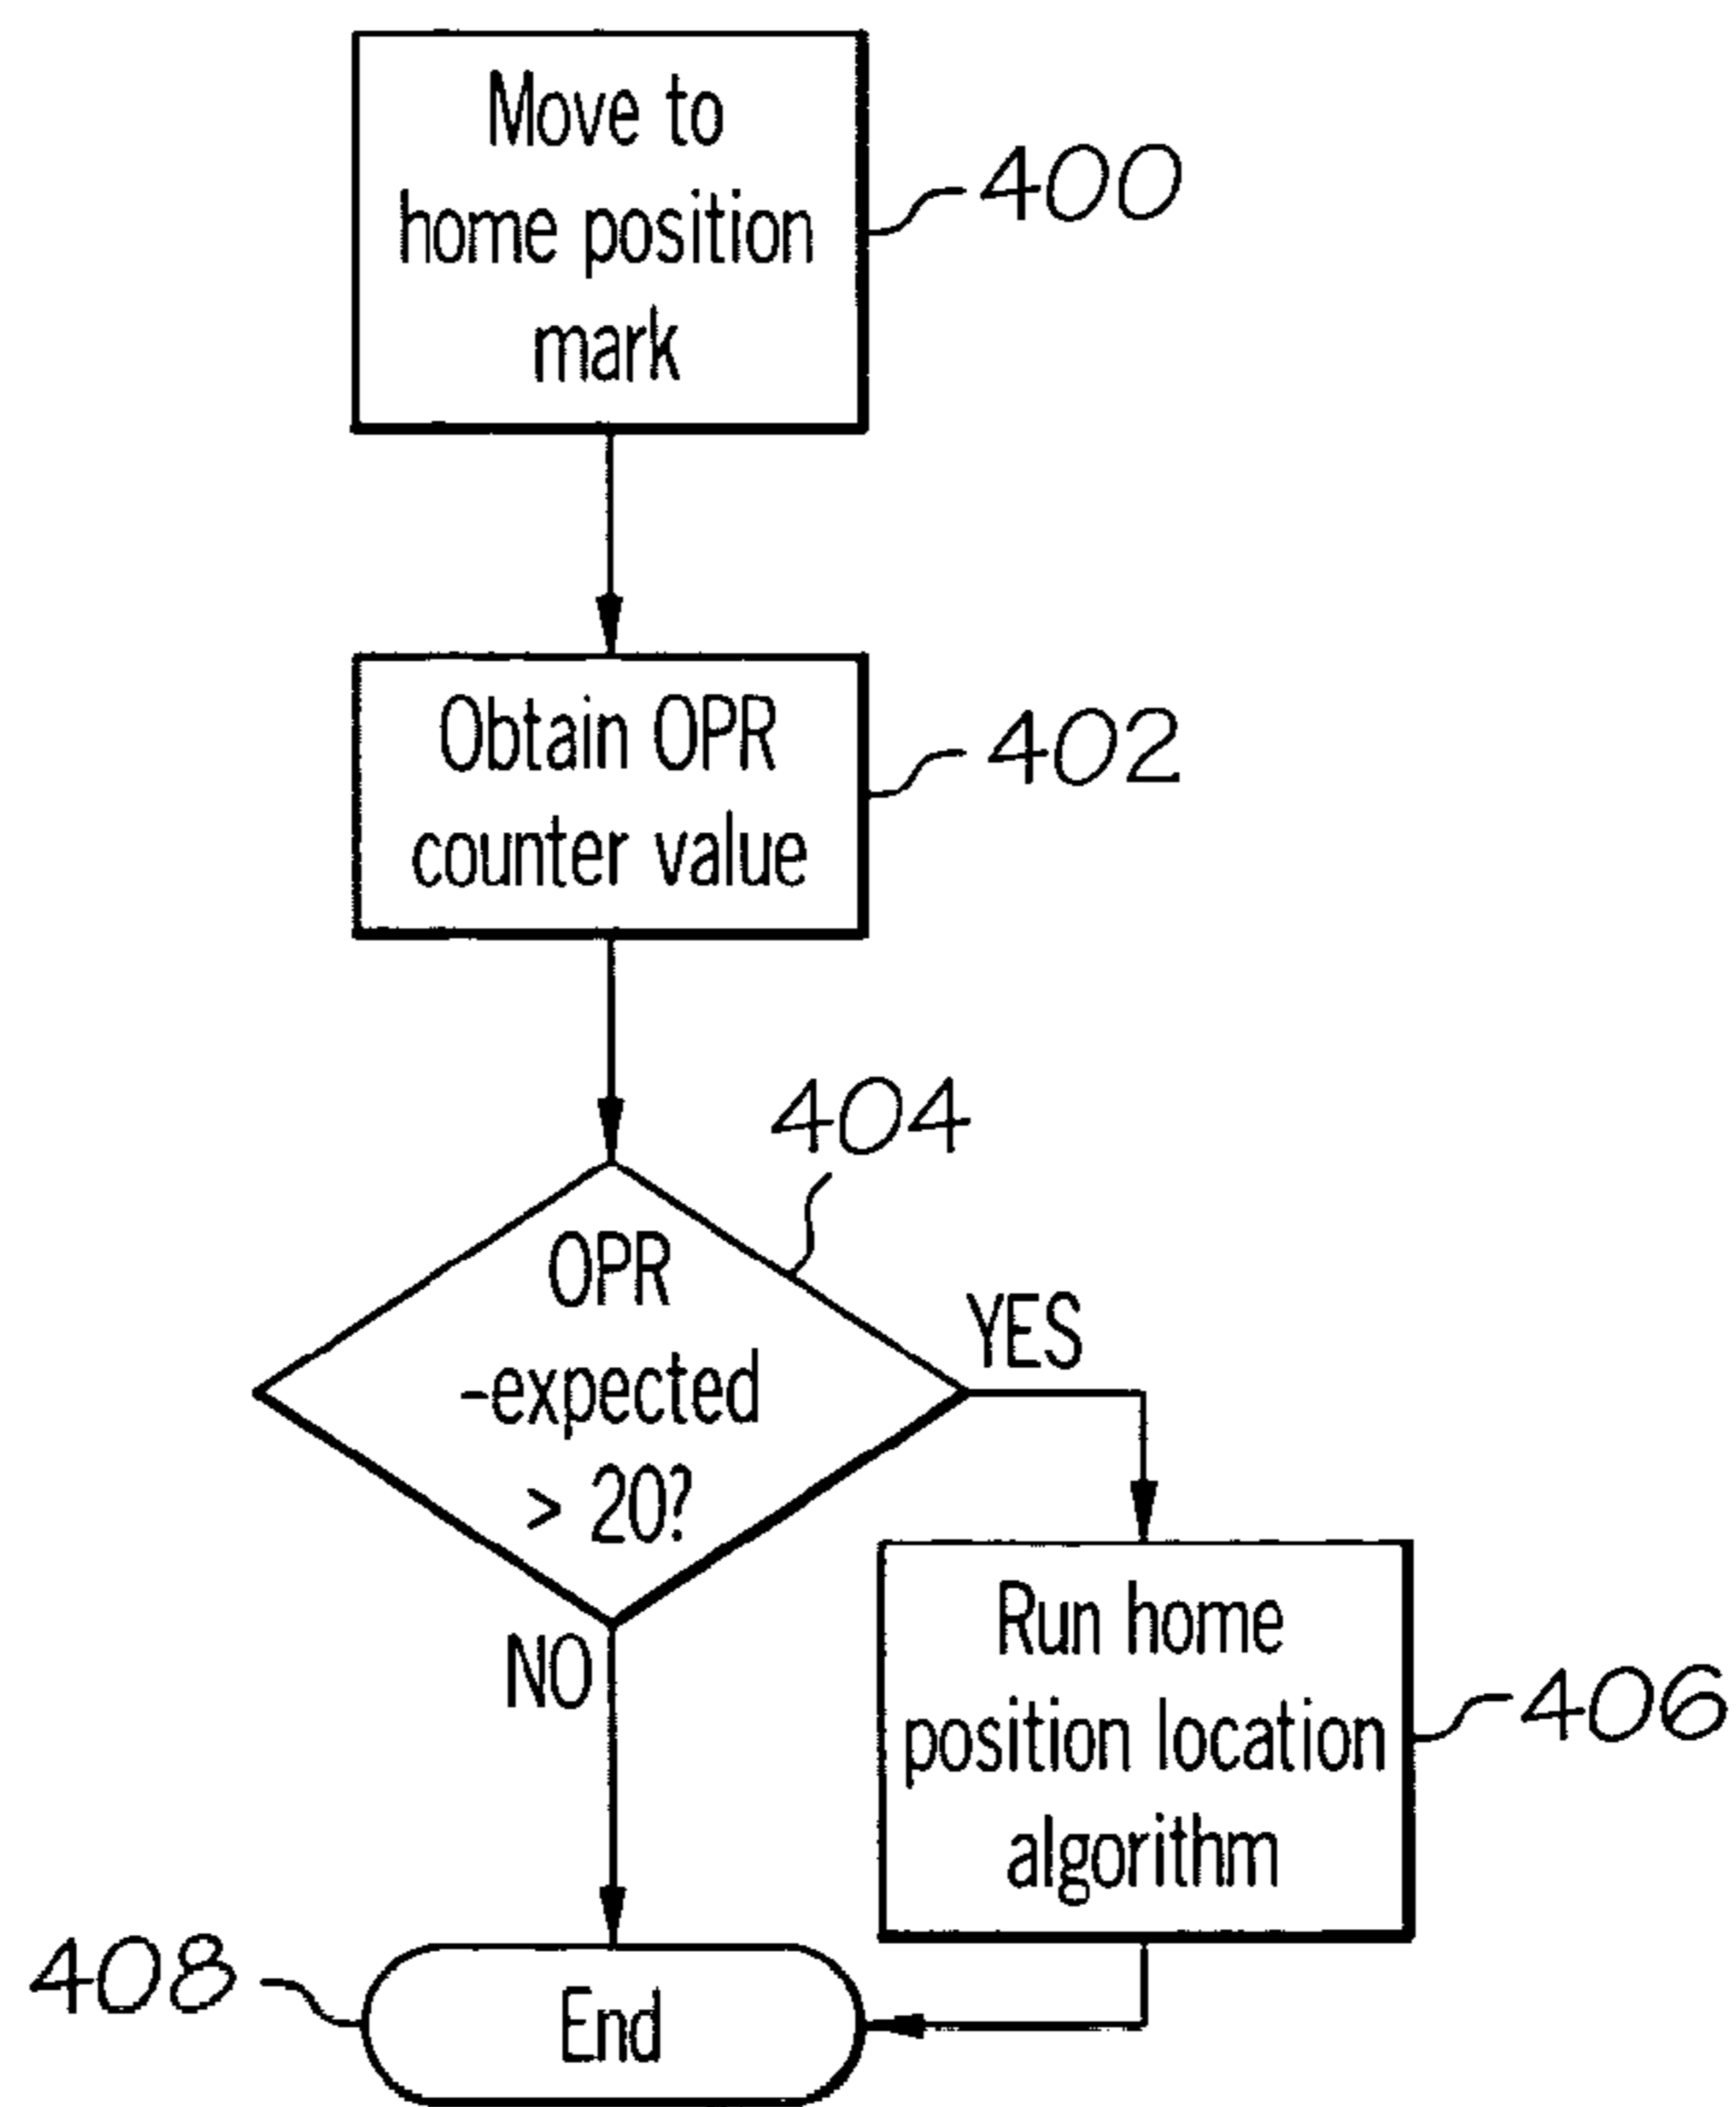 Move to
home position
mark
400
Obtain OPR
counter value
402
404
OPR
-expected
> 20?
YES
NO
Run home
position location
algorithm
406
408
End